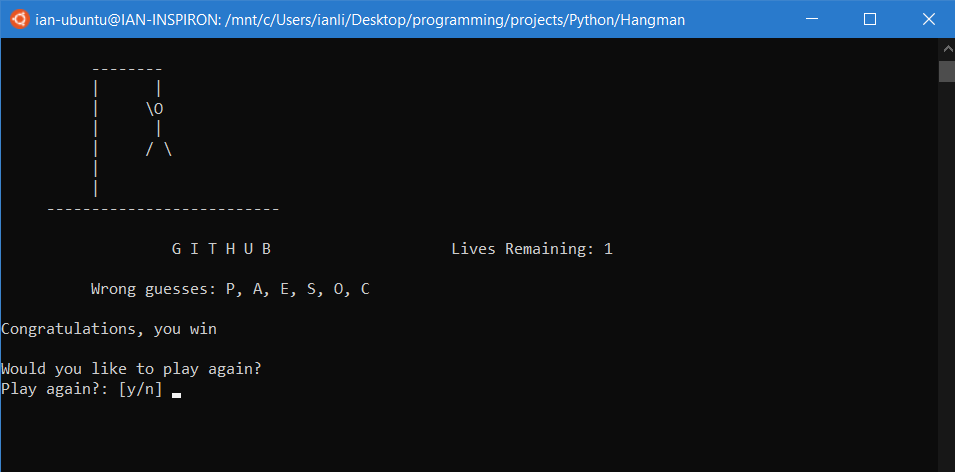 ian-ubuntu@IAN-INSPIRON: /mnt/c/Users/ianli/Desktop/programming/projects/Python/Hangman
--------
|      |
|     \O
|      |
|     / \
|
|
--------------------------
G I T H U B                    Lives Remaining: 1
Wrong guesses: P, A, E, S, O, C
Congratulations, you win
Would you like to play again?
Play again?: [y/n]